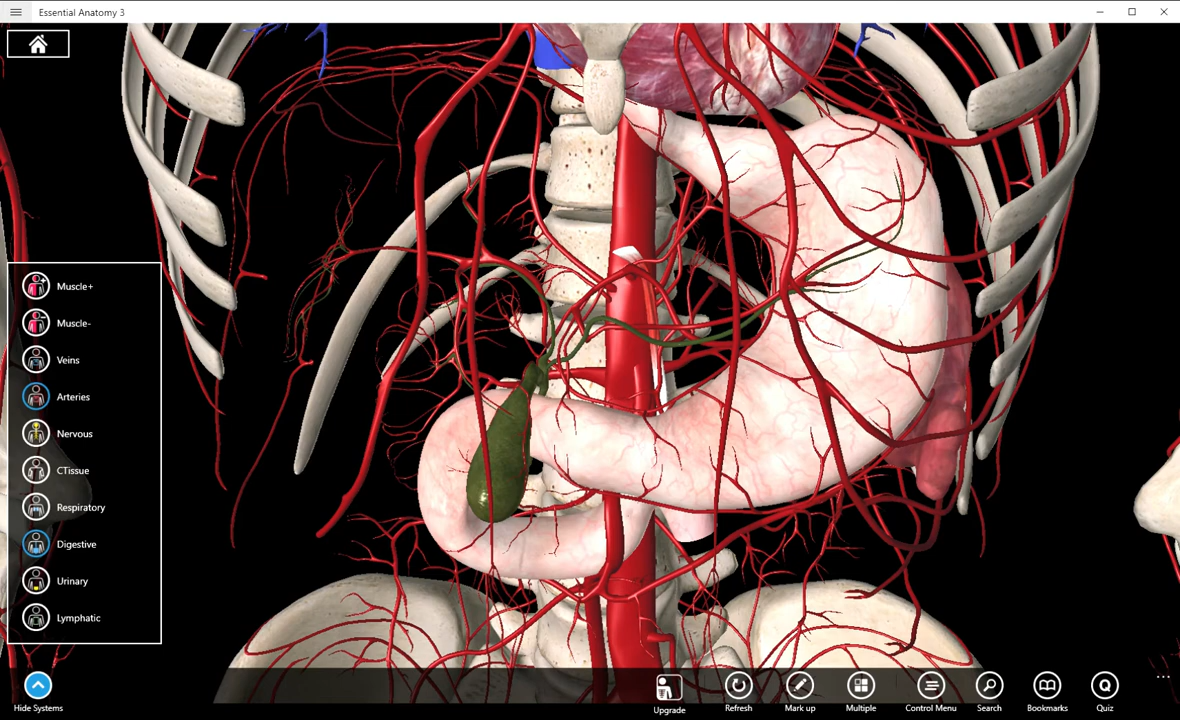 Essential Anatomy 3
Muscle+
Muscle-
Veins
Arteries
Nervous
CTissue
Respiratory
Digestive
Urinary
Lymphatic
Hide Systems
Upgrade
Refresh
Mark up
Multiple
Control Menu
Search
Bookmarks
Q
Quiz